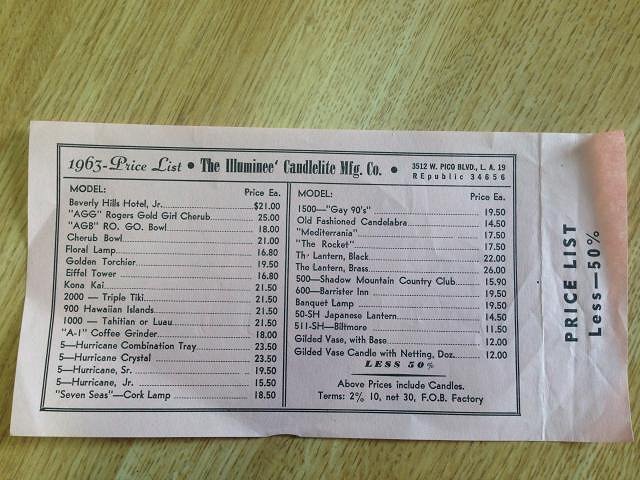 1963-Price List • The Illuminee' Candlelite Mfg. Co. • 3512 W. PICO BLVD., L. A. 19
REpublic 34656
MODEL: Price Ea.
Beverly Hills Hotel, Jr. $21.00
"AGG" Rogers Gold Girl Cherub 25.00
"AGB" RO. GO. Bowl 18.00
Cherub Bowl 21.00
Floral Lamp 16.80
Golden Torchier 19.50
Eiffel Tower 16.80
Kona Kai 21.50
2000 — Triple Tiki 21.50
900 Hawaiian Islands 21.50
1000 — Tahitian or Luau 21.50
"A-1" Coffee Grinder 18.00
5—Hurricane Combination Tray 23.50
5—Hurricane Crystal 23.50
5—Hurricane, Sr. 19.50
5—Hurricane, Jr. 15.50
"Seven Seas"—Cork Lamp 18.50
MODEL: Price Ea.
1500—"Gay 90's" 19.50
Old Fashioned Candelabra 14.50
"Mediterrania" 17.50
"The Rocket" 17.50
Th' Lantern, Black 22.00
The Lantern, Brass 26.00
500—Shadow Mountain Country Club 15.90
600—Barrister Inn 19.50
Banquet Lamp 19.50
50-SH Japanese Lantern 14.50
511-SH—Biltmore 11.50
Gilded Vase, with Base 12.00
Gilded Vase Candle with Netting, Doz. 12.00
LESS 50%
Above Prices include Candles.
Terms: 2% 10, net 30, F.O.B. Factory
PRICE LIST
Less—50%